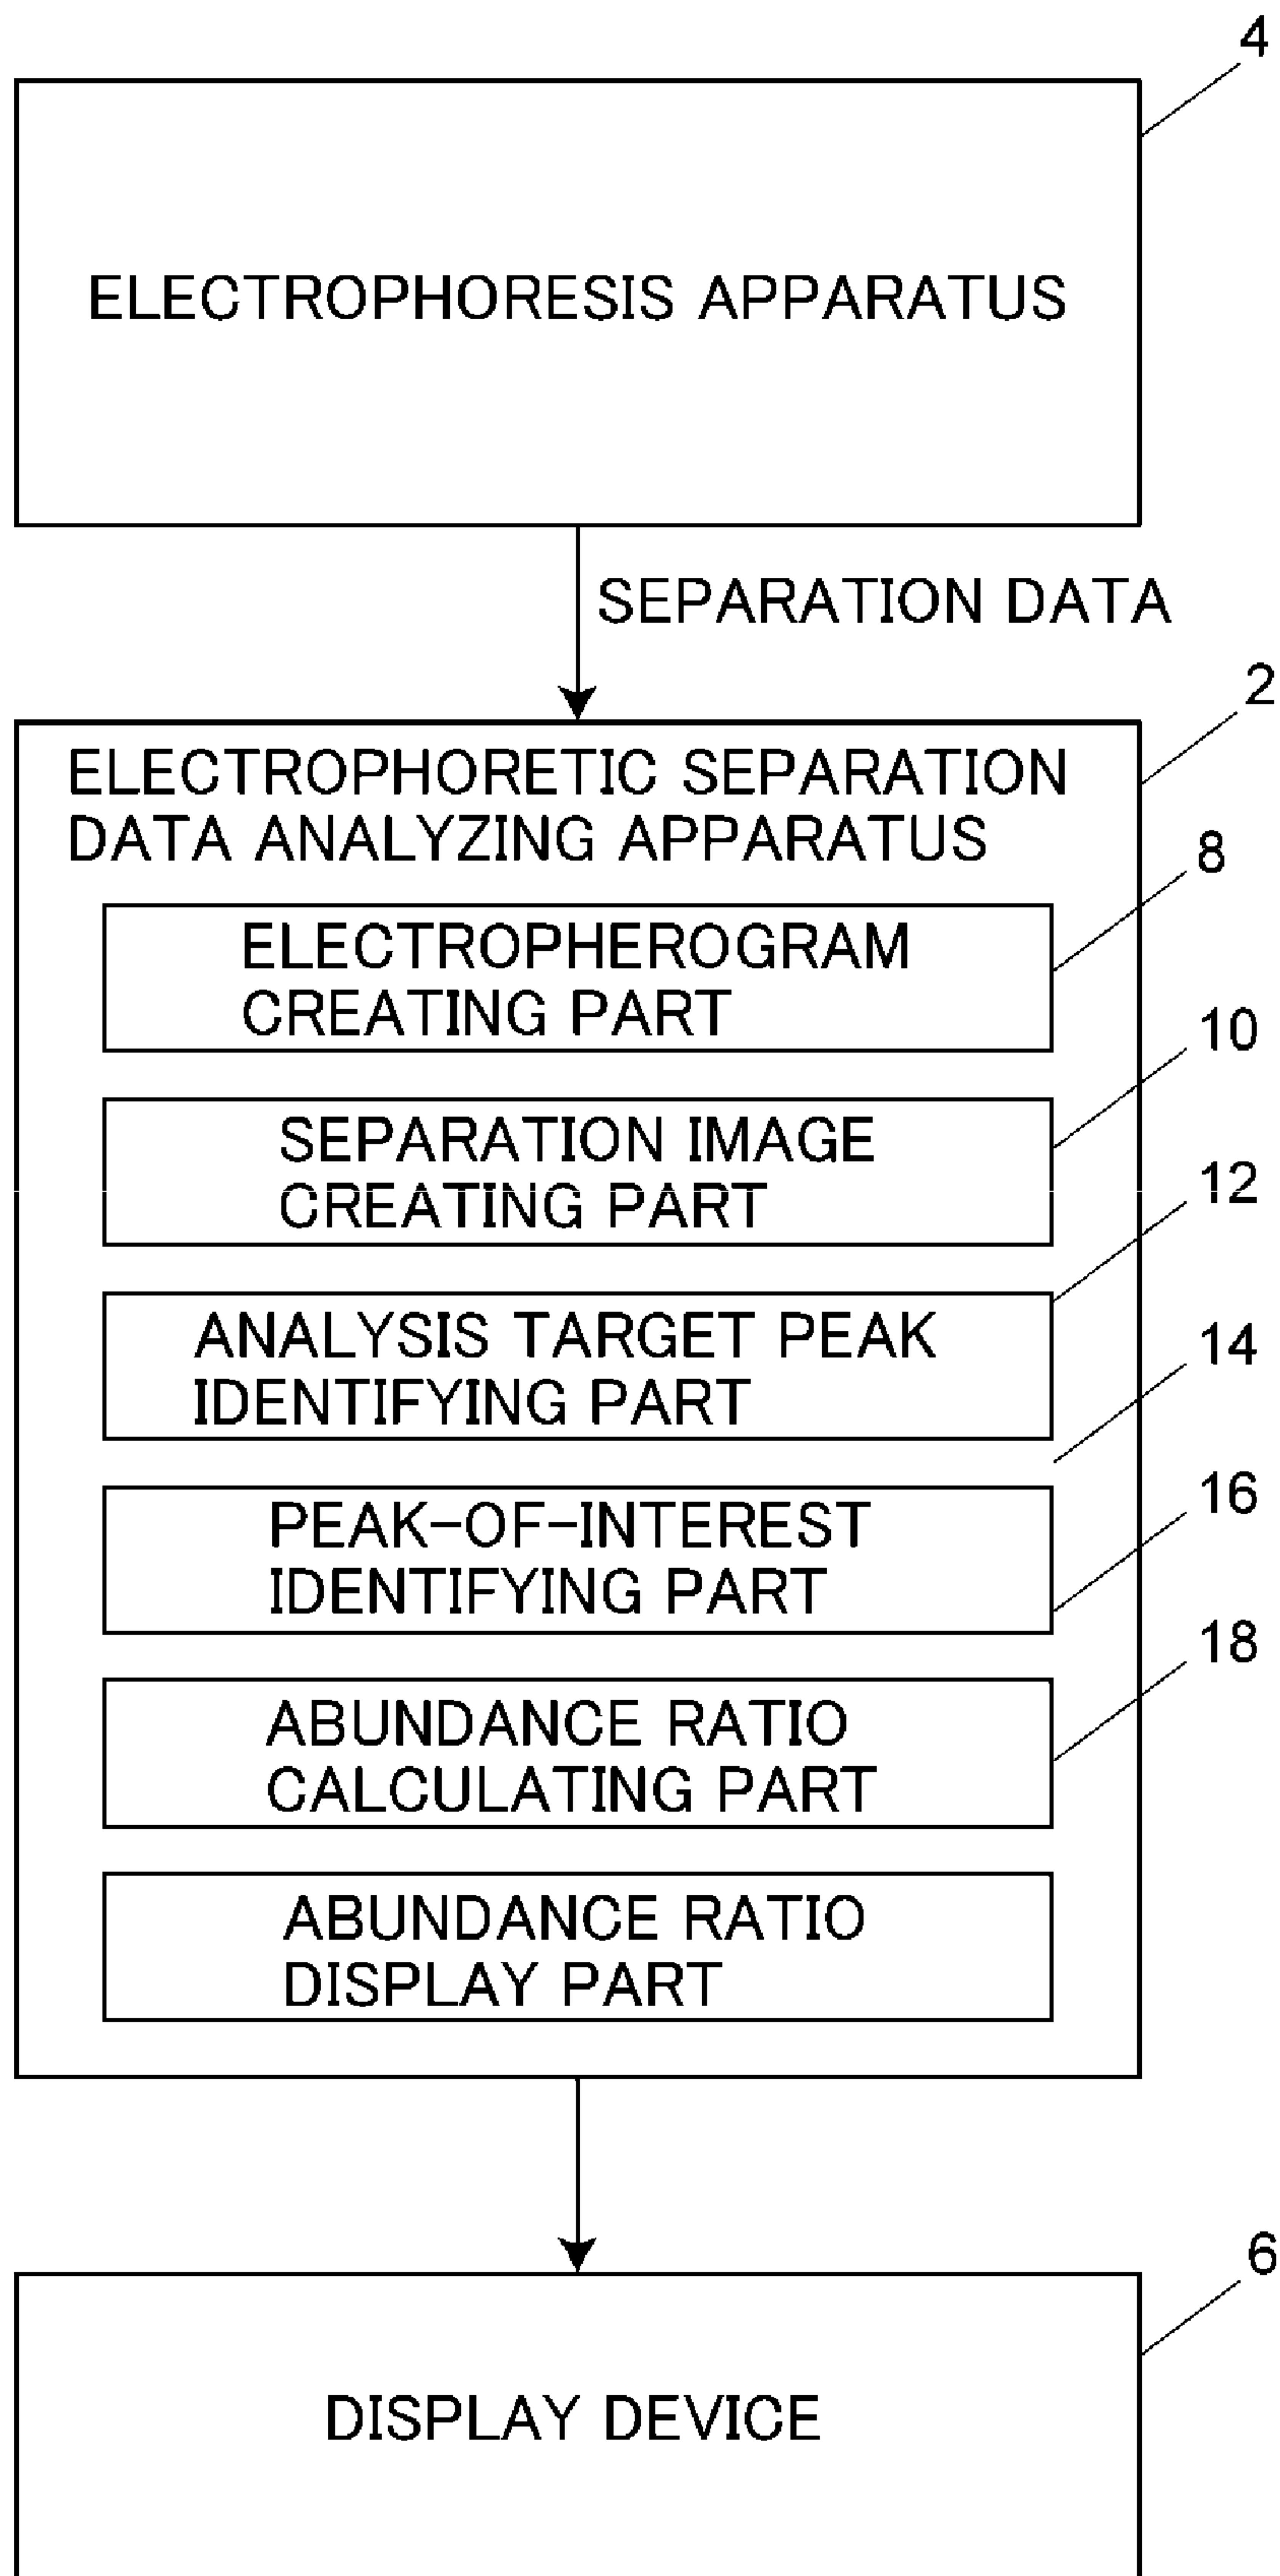 4
ELECTROPHORESIS APPARATUS
SEPARATION DATA
2
ELECTROPHORETIC SEPARATION
DATA ANALYZING APPARATUS
8
ELECTROPHEROGRAM
CREATING PART
10
SEPARATION IMAGE
CREATING PART
12
ANALYSIS TARGET PEAK
IDENTIFYING PART
14
PEAK-OF-INTEREST
IDENTIFYING PART
16
ABUNDANCE RATIO
CALCULATING PART
18
ABUNDANCE RATIO
DISPLAY PART
6
DISPLAY DEVICE